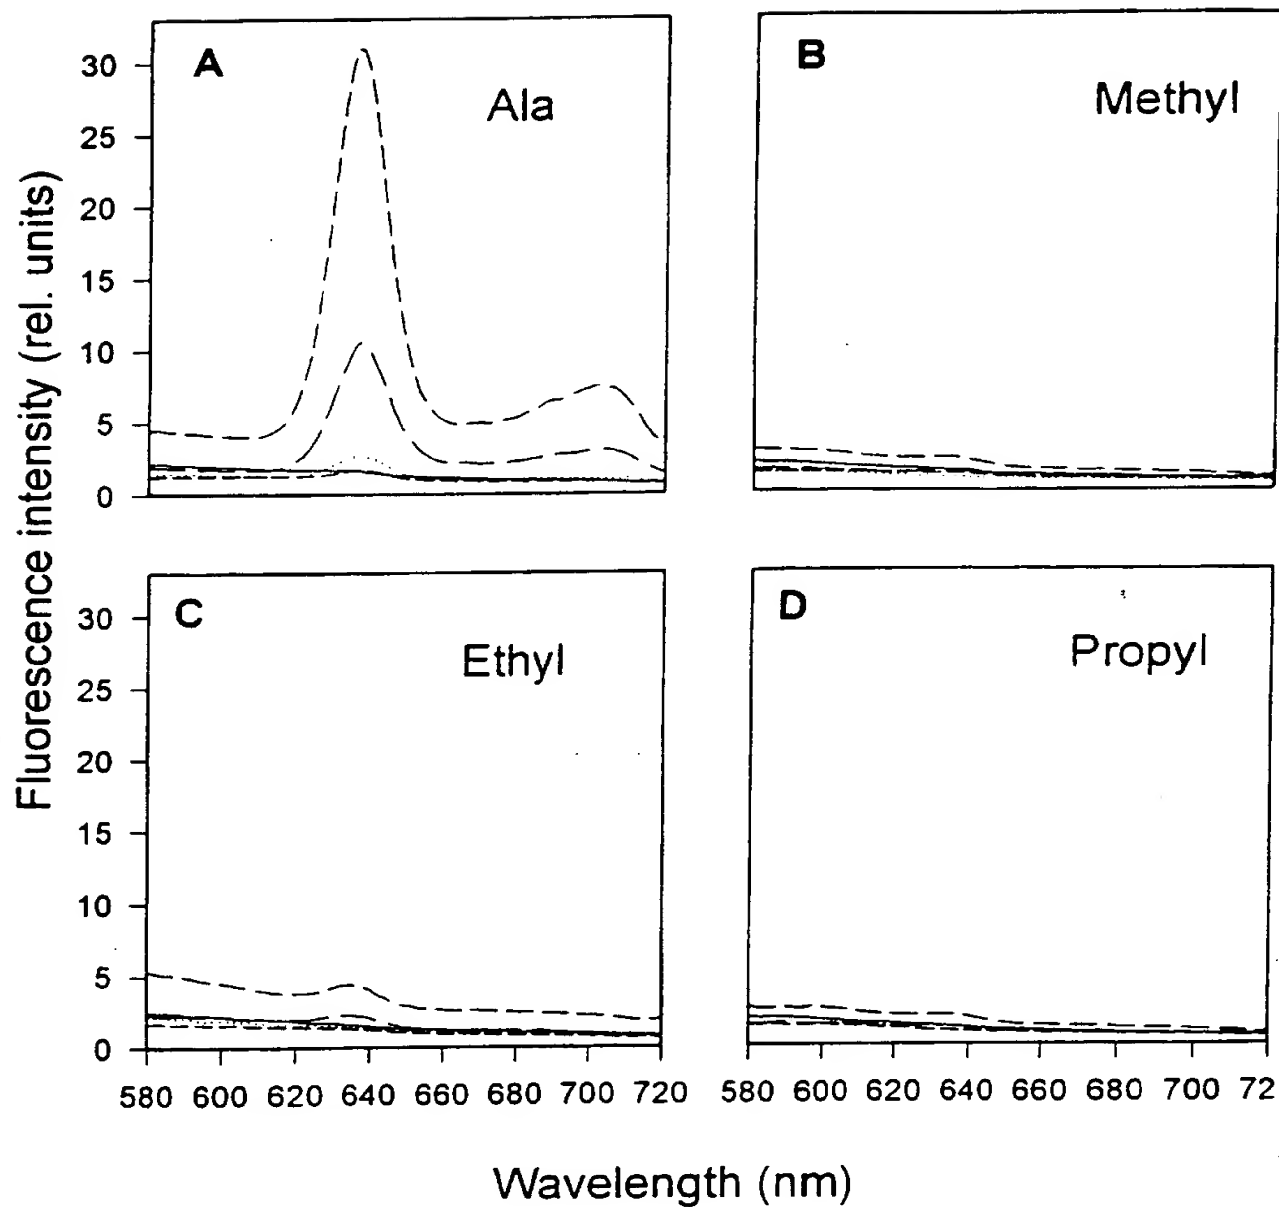 A
Ala
30
25
20
15
10
5
0
B
Methyl
Fluorescence intensity (rel. units)
C
Ethyl
30
25
20
15
10
5
0
580 600 620 640 660 680 700 720
D
Propyl
580 600 620 640 660 680 700 72
Wavelength (nm)